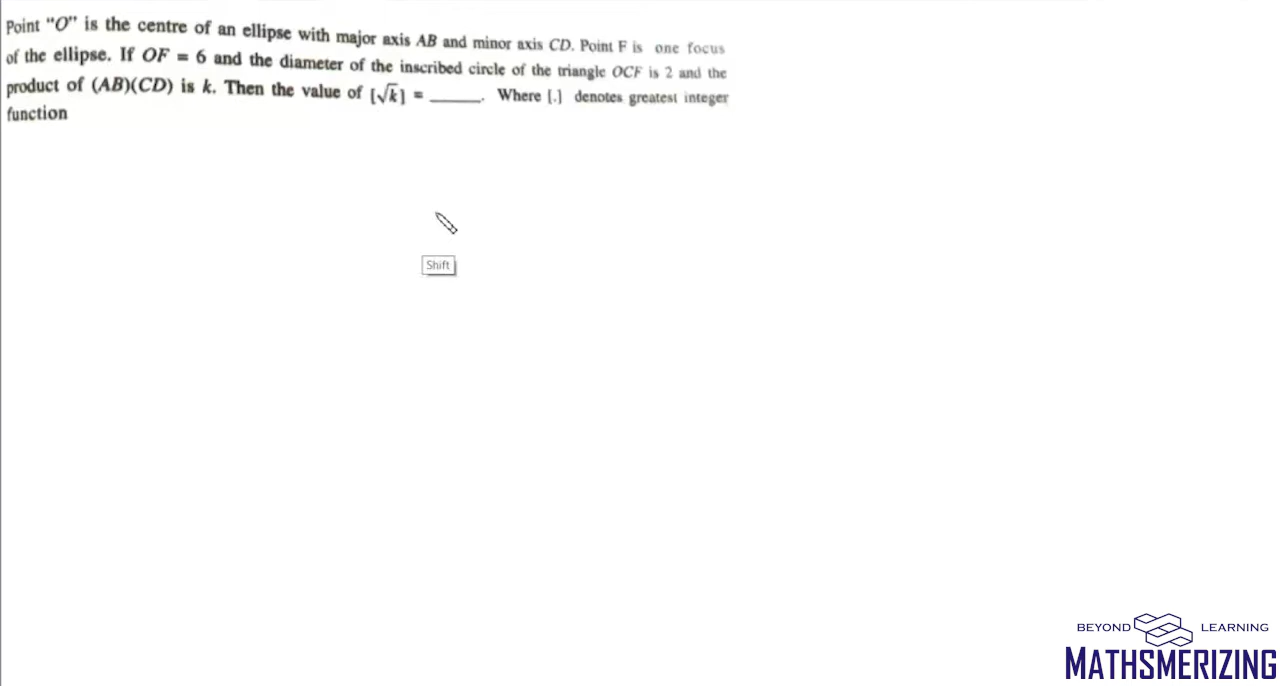 Point “O” is the centre of an ellipse with major axis AB and minor axis CD. Point F is one focus
of the ellipse. If OF = 6 and the diameter of the inscribed circle of the triangle OCF is 2 and the
product of (AB)(CD) is k. Then the value of [√k] = _____. Where [.] denotes greatest integer
function
Shift
BEYOND LEARNING
MATHSMERIZING